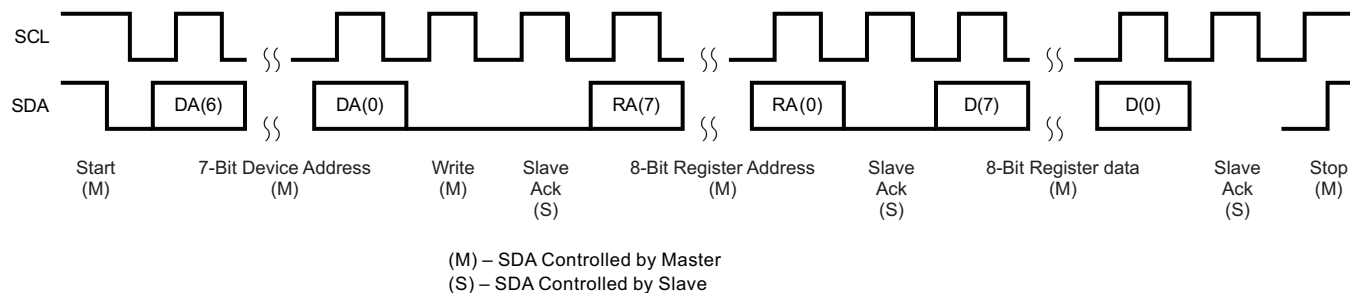 SCL
SDA
DA(6)
DA(0)
RA(7)
RA(0)
D(7)
D(0)
Start
(M)
7-Bit Device Address
(M)
Write
(M)
Slave
Ack
(S)
8-Bit Register Address
(M)
Slave
Ack
(S)
8-Bit Register data
(M)
Slave
Ack
(S)
Stop
(M)
(M) – SDA Controlled by Master
(S) – SDA Controlled by Slave